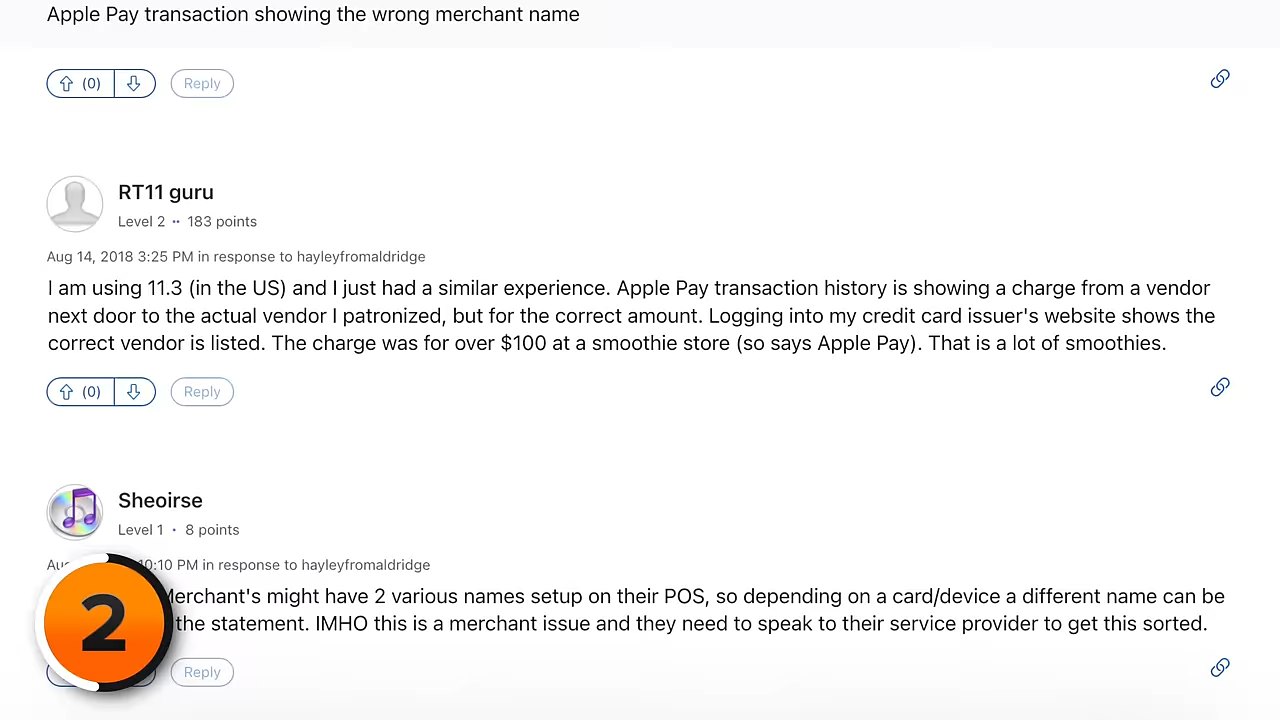 Apple Pay transaction showing the wrong merchant name
(0)
Reply
RT11 guru
Level 2 •• 183 points
Aug 14, 2018 3:25 PM in response to hayleyfromaldridge
I am using 11.3 (in the US) and I just had a similar experience. Apple Pay transaction history is showing a charge from a vendor
next door to the actual vendor I patronized, but for the correct amount. Logging into my credit card issuer's website shows the
correct vendor is listed. The charge was for over $100 at a smoothie store (so says Apple Pay). That is a lot of smoothies.
(0)
Reply
Sheoirse
Level 1 • 8 points
10:10 PM in response to hayleyfromaldridge
Merchant's might have 2 various names setup on their POS, so depending on a card/device a different name can be
the statement. IMHO this is a merchant issue and they need to speak to their service provider to get this sorted.
2
Reply